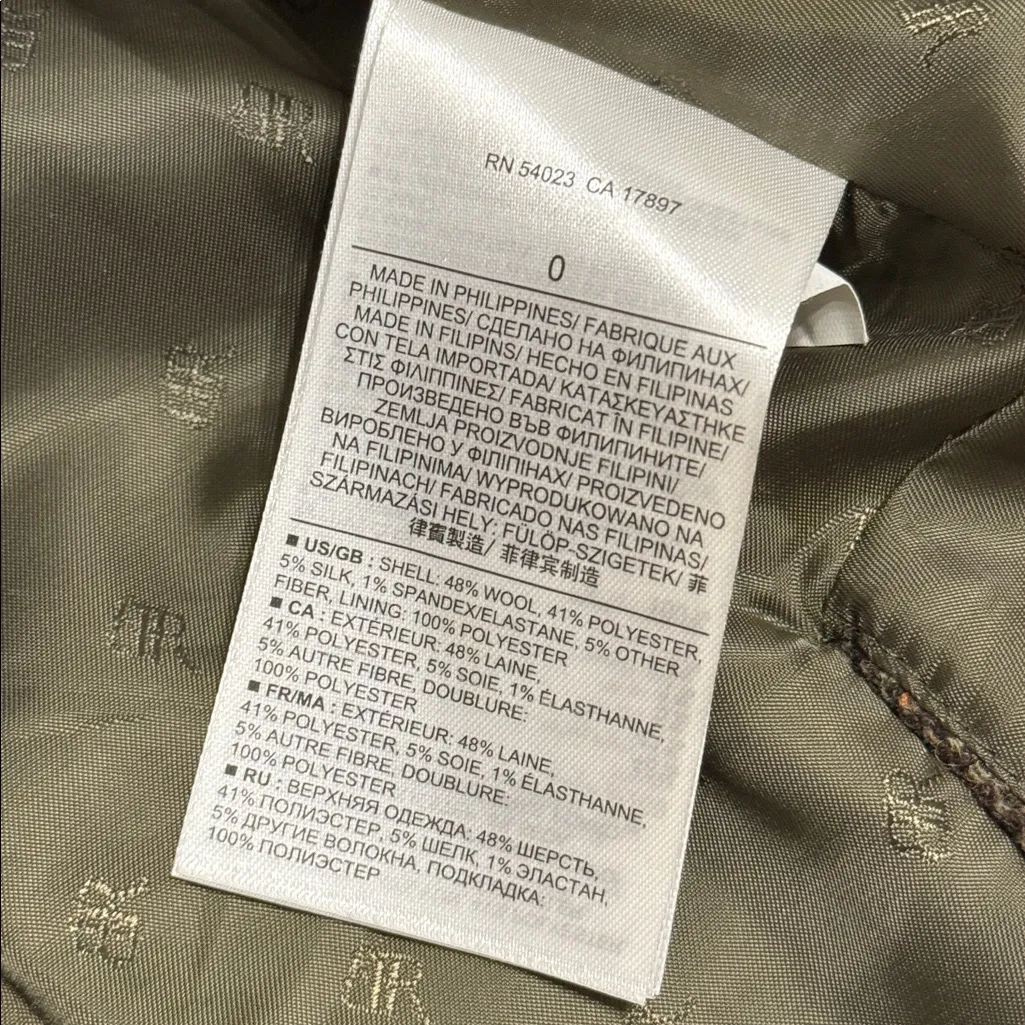 RN 54023 CA 17897
0
MADE IN PHILIPPINES/ FABRIQUE AUX
PHILIPPINES/ СДЕЛАНО НА ФИЛИПИНАХ/
MADE IN FILIPINS/ HECHO EN FILIPINAS
CON TELA IMPORTADA/ ΚΑΤΑΣΚΕΥΑΣΤΗΚΕ
ΣΤΙΣ ΦΙΛΙΠΠΙΝΕΣ/ FABRICAT ÎN FILIPINE/
ПРОИЗВЕДЕНО ВЪВ ФИЛИПИНИТЕ/
ZEMLJA PROIZVODNJE FILIPINI/
ВИРОБЛЕНО У ФІЛІПІНАХ/ PROIZVEDENO
NA FILIPINIMA/ WYPRODUKOWANO NA
FILIPINACH/ FABRICADO NAS FILIPINAS/
SZÁRMAZÁSI HELY: FÜLÖP-SZIGETEK/ 菲
律賓製造/ 菲律宾制造
■ US/GB : SHELL: 48% WOOL, 41% POLYESTER,
5% SILK, 1% SPANDEX/ELASTANE, 5% OTHER
FIBER, LINING: 100% POLYESTER
■ CA : EXTÉRIEUR: 48% LAINE,
41% POLYESTER, 5% SOIE, 1% ÉLASTHANNE,
5% AUTRE FIBRE, DOUBLURE:
100% POLYESTER
■ FR/MA : EXTÉRIEUR: 48% LAINE,
41% POLYESTER, 5% SOIE, 1% ÉLASTHANNE,
5% AUTRE FIBRE, DOUBLURE:
100% POLYESTER
■ RU : ВЕРХНЯЯ ОДЕЖДА: 48% ШЕРСТЬ,
41% ПОЛИЭСТЕР, 5% ШЕЛК, 1% ЭЛАСТАН,
5% ДРУГИЕ ВОЛОКНА, ПОДКЛАДКА:
100% ПОЛИЭСТЕР